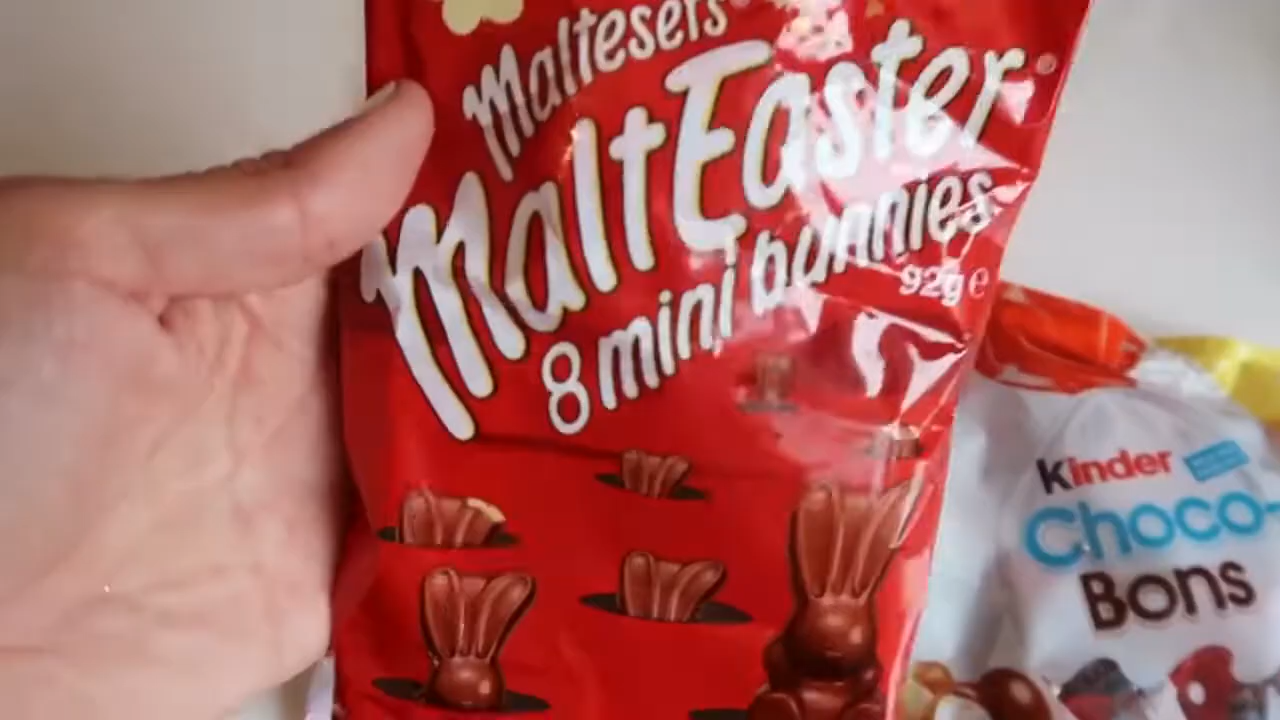 Maltesers®
MaltEaster®
8 mini bunnies
92g e
Kinder
Choco-
Bons